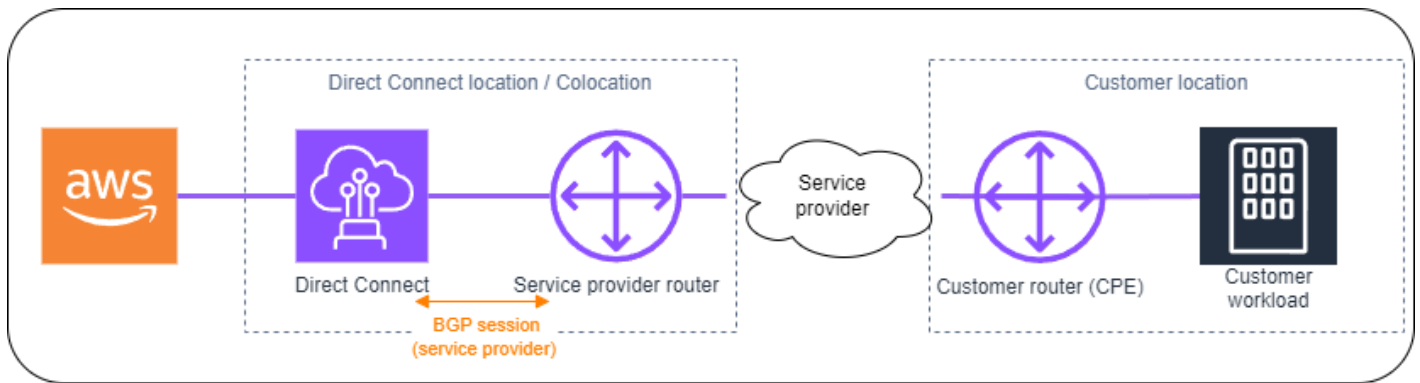 Direct Connect location / Colocation
Customer location
aws
Service
provider
Direct Connect
Service provider router
Customer router (CPE)
Customer
workload
BGP session
(service provider)